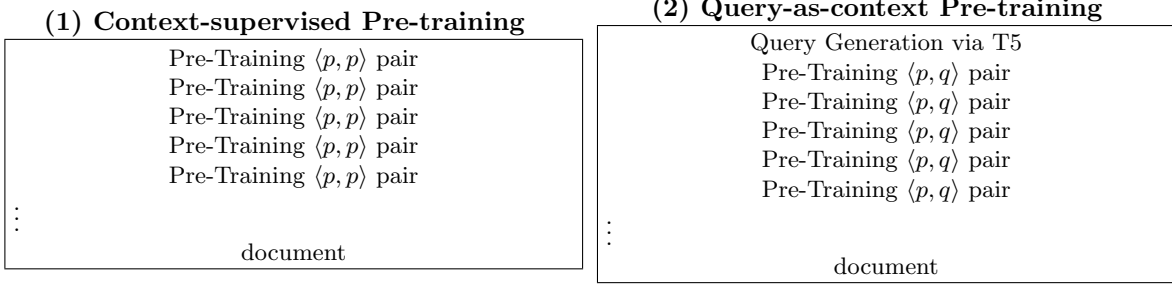 (1) Context-supervised Pre-training
Pre-Training ⟨p, p⟩ pair
Pre-Training ⟨p, p⟩ pair
Pre-Training ⟨p, p⟩ pair
Pre-Training ⟨p, p⟩ pair
Pre-Training ⟨p, p⟩ pair
⋮
document
(2) Query-as-context Pre-training
Query Generation via T5
Pre-Training ⟨p, q⟩ pair
Pre-Training ⟨p, q⟩ pair
Pre-Training ⟨p, q⟩ pair
Pre-Training ⟨p, q⟩ pair
Pre-Training ⟨p, q⟩ pair
⋮
document